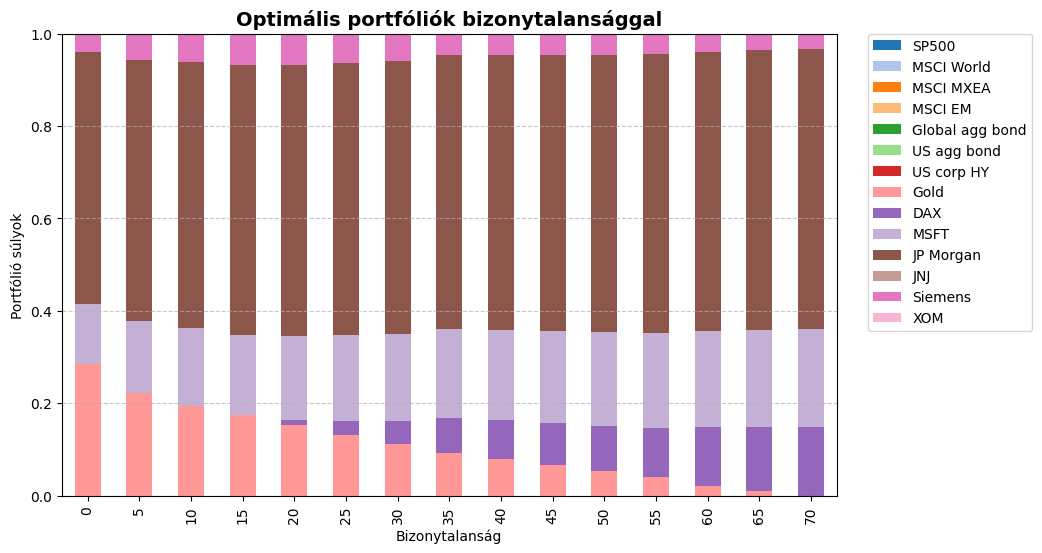 Optimális portfóliók bizonytalansággal
Portfólió súlyok
1.0
0.8
0.6
0.4
0.2
0.0
0 5 10 15 20 25 30 35 40 45 50 55 60 65 70
Bizonytalanság
SP500
MSCI World
MSCI MXEA
MSCI EM
Global agg bond
US agg bond
US corp HY
Gold
DAX
MSFT
JP Morgan
JNJ
Siemens
XOM